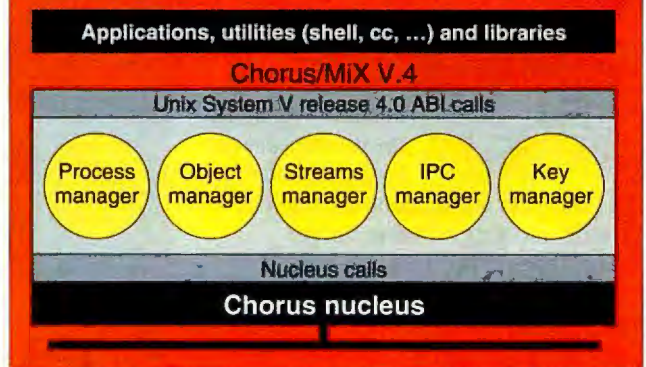 Applications, utilities (shell, cc, ...) and libraries
Chorus/MiX V.4
Unix System V release 4.0 ABI calls
Process manager
Object manager
Streams manager
IPC manager
Key manager
Nucleus calls
Chorus nucleus